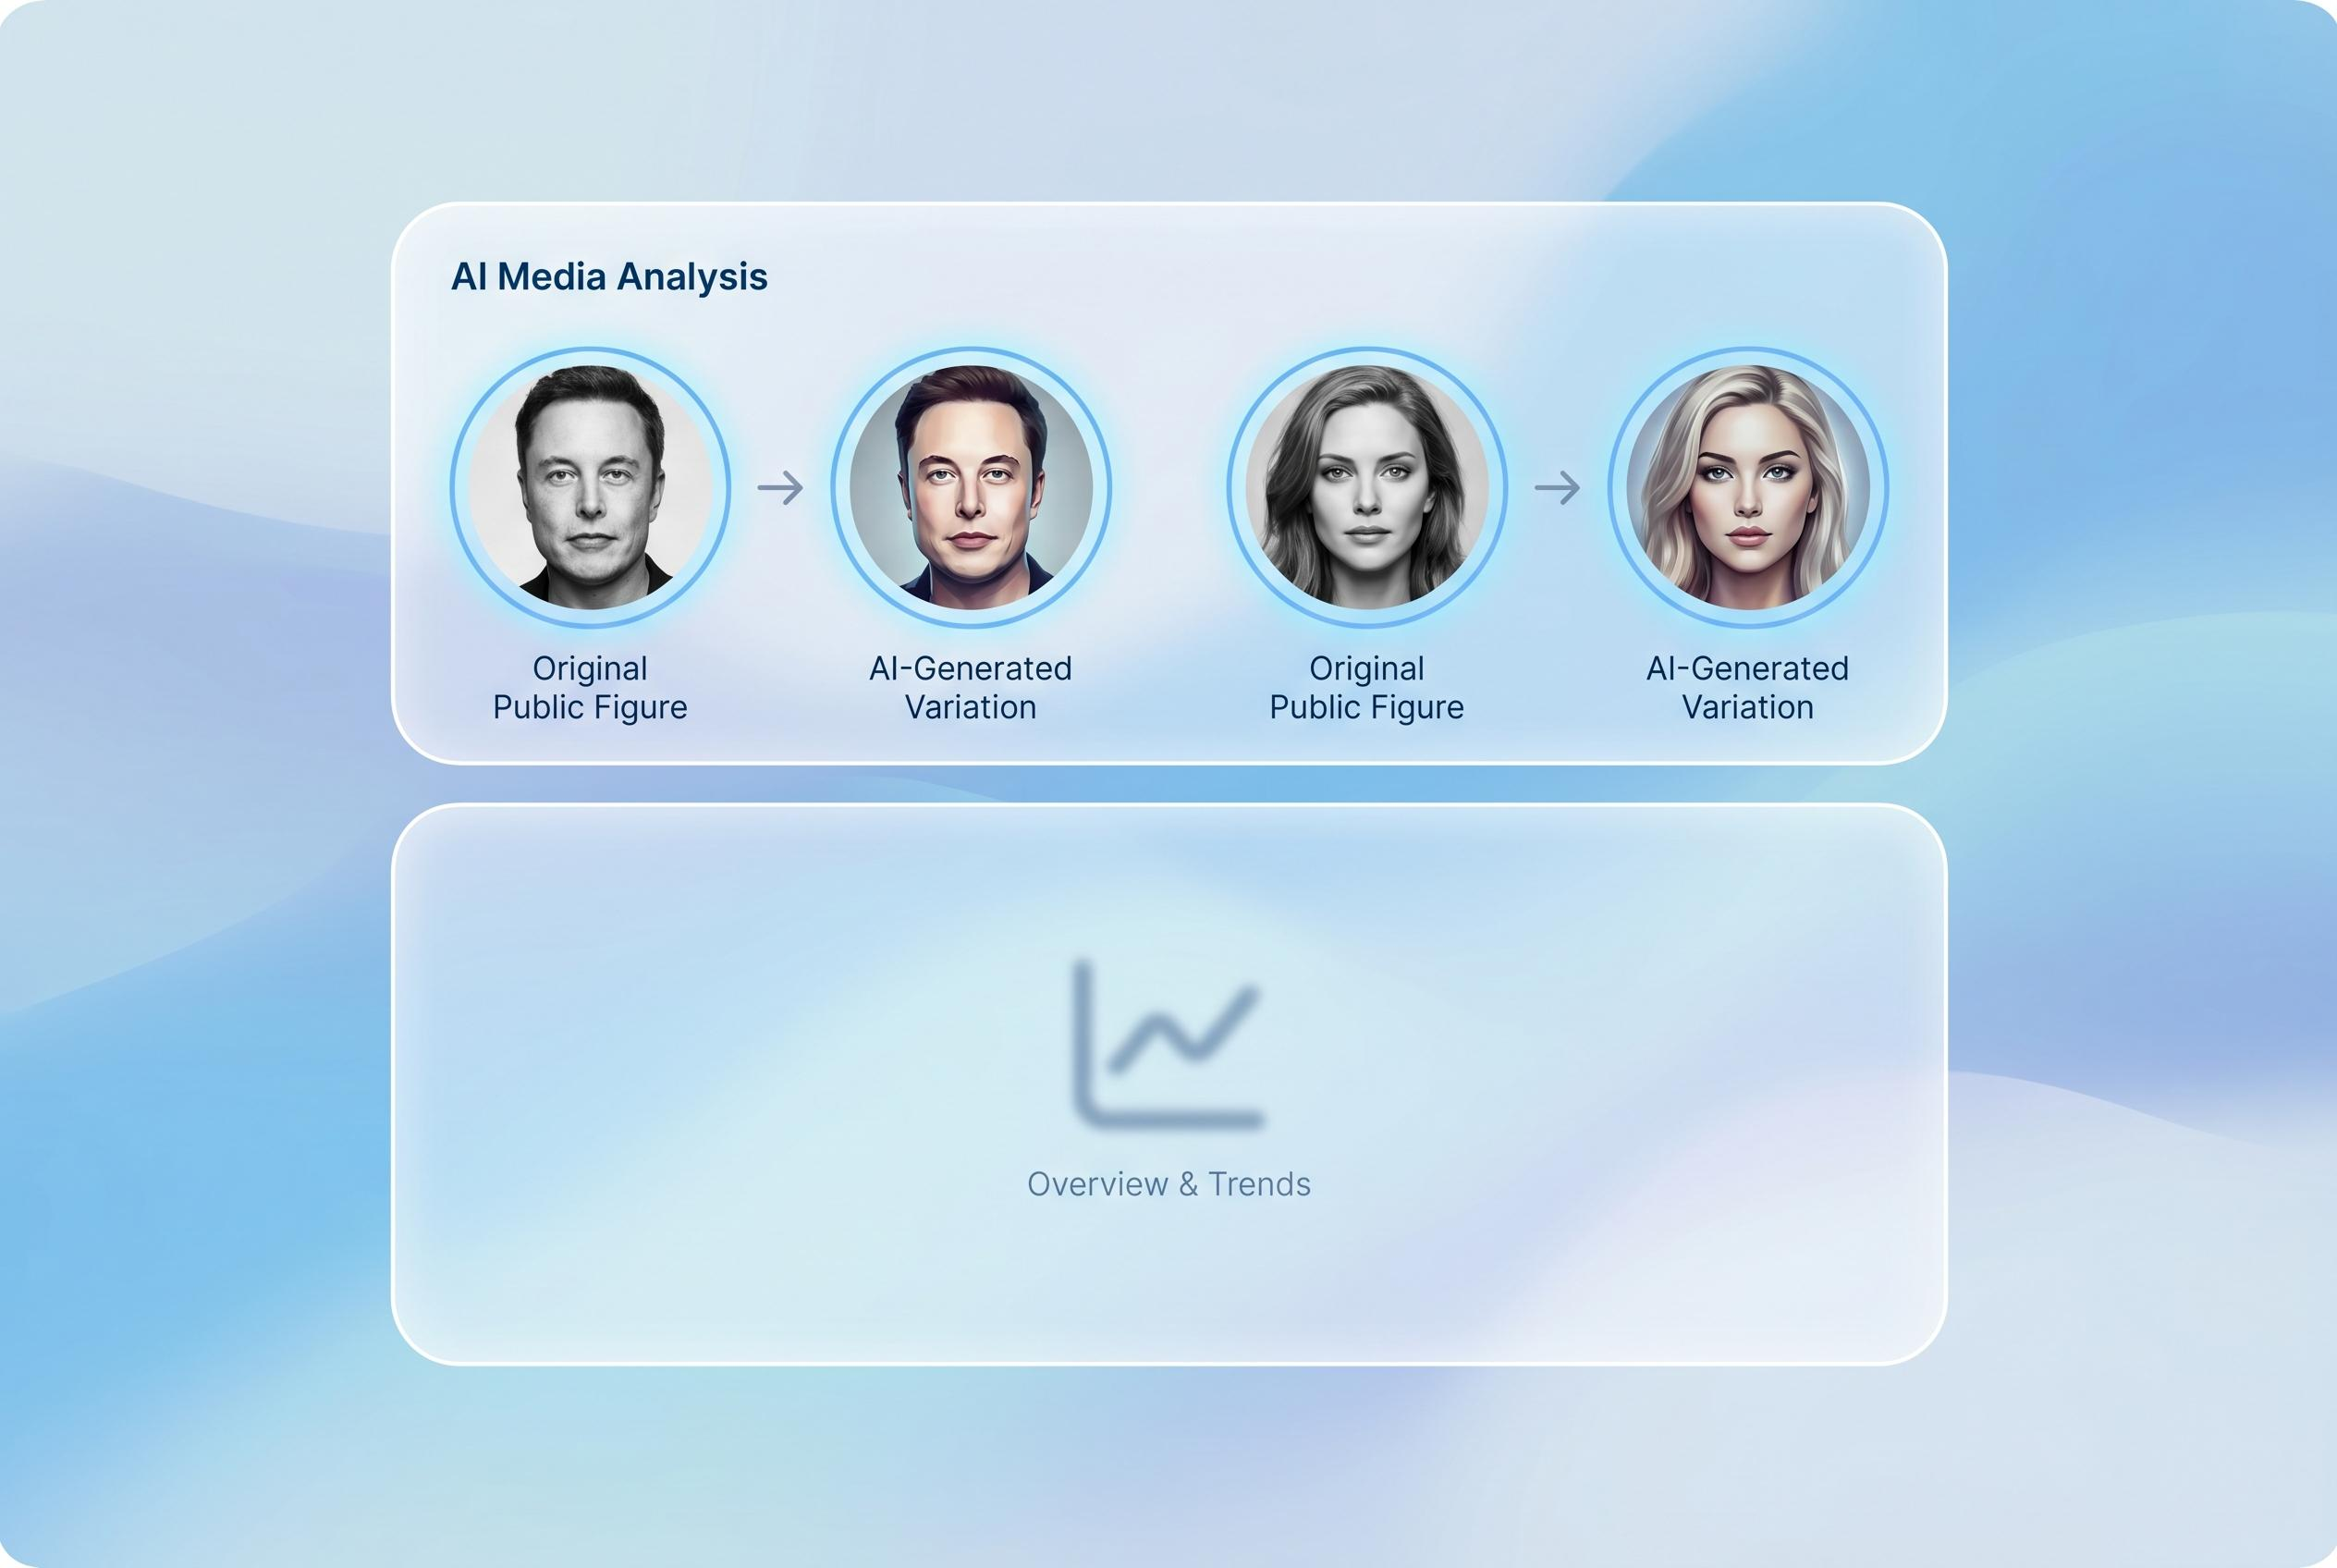 AI Media Analysis
Original
Public Figure
AI-Generated
Variation
Original
Public Figure
AI-Generated
Variation
Overview & Trends